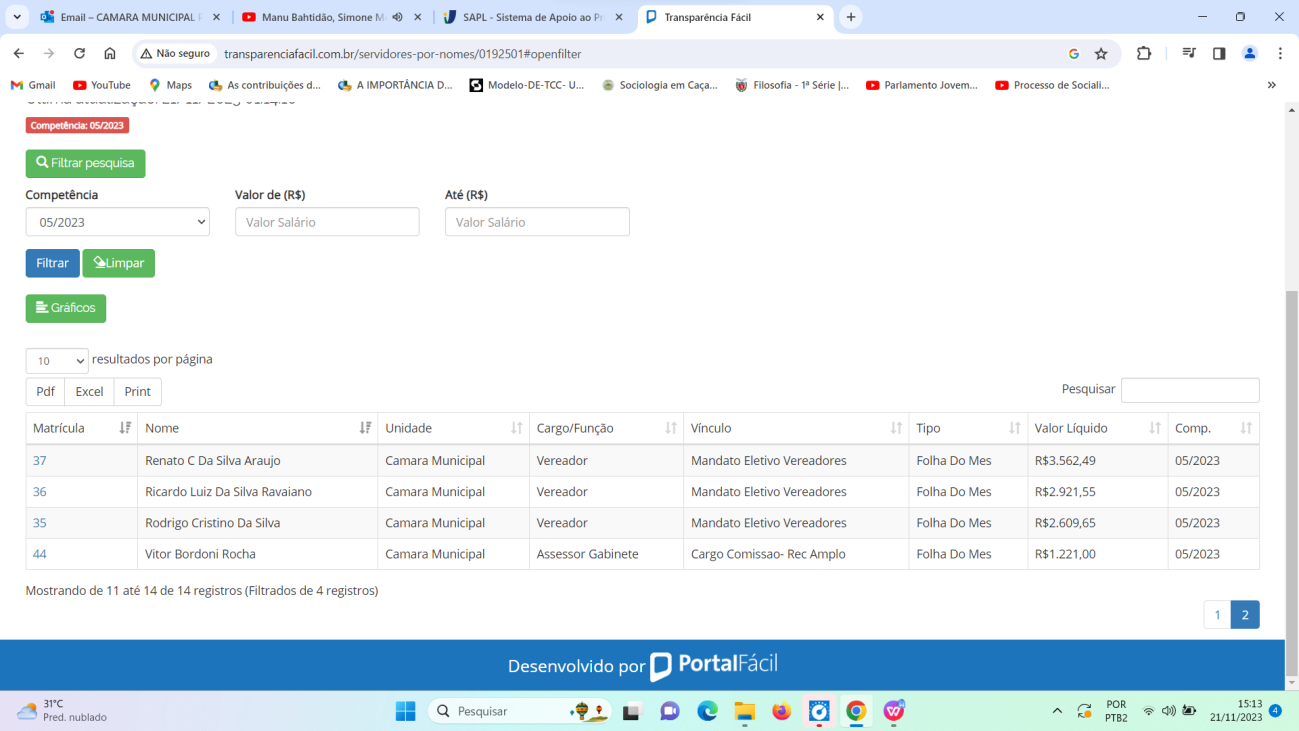 Email – CAMARA MUNICIPAL
Manu Bahtidão, Simone M
SAPL - Sistema de Apoio ao Pr
Transparência Fácil
Não seguro transparenciafacil.com.br/servidores-por-nomes/0192501#openfilter
Gmail YouTube Maps As contribuições d... A IMPORTÂNCIA D... Modelo-DE-TCC- U... Sociologia em Caça... Filosofia - 1ª Série |... Parlamento Jovem... Processo de Sociali... »
Competência: 05/2023
Filtrar pesquisa
Competência Valor de (R$) Até (R$)
05/2023 Valor Salário Valor Salário
Filtrar Limpar
Gráficos
10 resultados por página
Pdf Excel Print Pesquisar
Matrícula Nome Unidade Cargo/Função Vínculo Tipo Valor Líquido Comp.
37 Renato C Da Silva Araujo Camara Municipal Vereador Mandato Eletivo Vereadores Folha Do Mes R$3.562,49 05/2023
36 Ricardo Luiz Da Silva Ravaiano Camara Municipal Vereador Mandato Eletivo Vereadores Folha Do Mes R$2.921,55 05/2023
35 Rodrigo Cristino Da Silva Camara Municipal Vereador Mandato Eletivo Vereadores Folha Do Mes R$2.609,65 05/2023
44 Vitor Bordoni Rocha Camara Municipal Assessor Gabinete Cargo Comissao- Rec Amplo Folha Do Mes R$1.221,00 05/2023
Mostrando de 11 até 14 de 14 registros (Filtrados de 4 registros)
1 2
Desenvolvido por PortalFácil
31°C
Pred. nublado
Pesquisar
POR
PTB2
15:13
21/11/2023
4